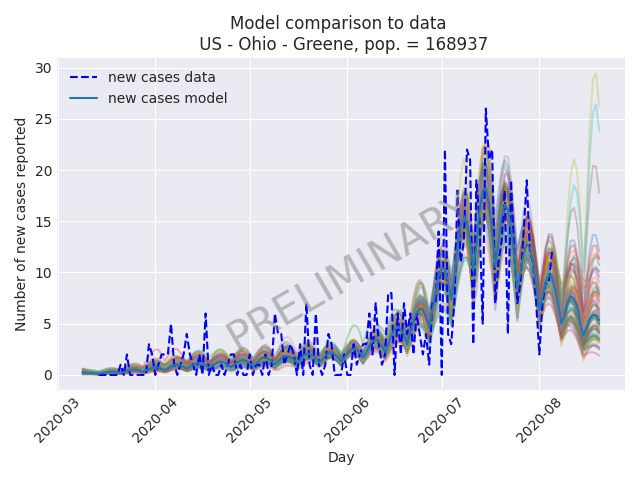 Model comparison to data
US - Ohio - Greene, pop. = 168937
new cases data
new cases model
PRELIMINARY
Number of new cases reported
30
25
20
15
10
5
0
2020-03
2020-04
2020-05
2020-06
2020-07
2020-08
Day